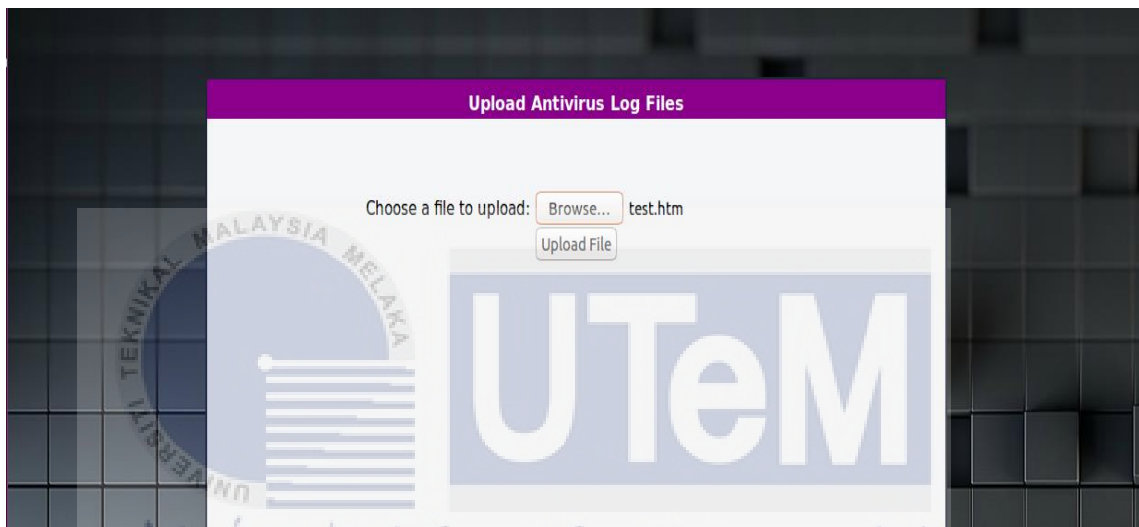 Upload Antivirus Log Files
Choose a file to upload: Browse... test.htm
Upload File
UNIVERSITI TEKNIKAL MALAYSIA MELAKA
UTeM